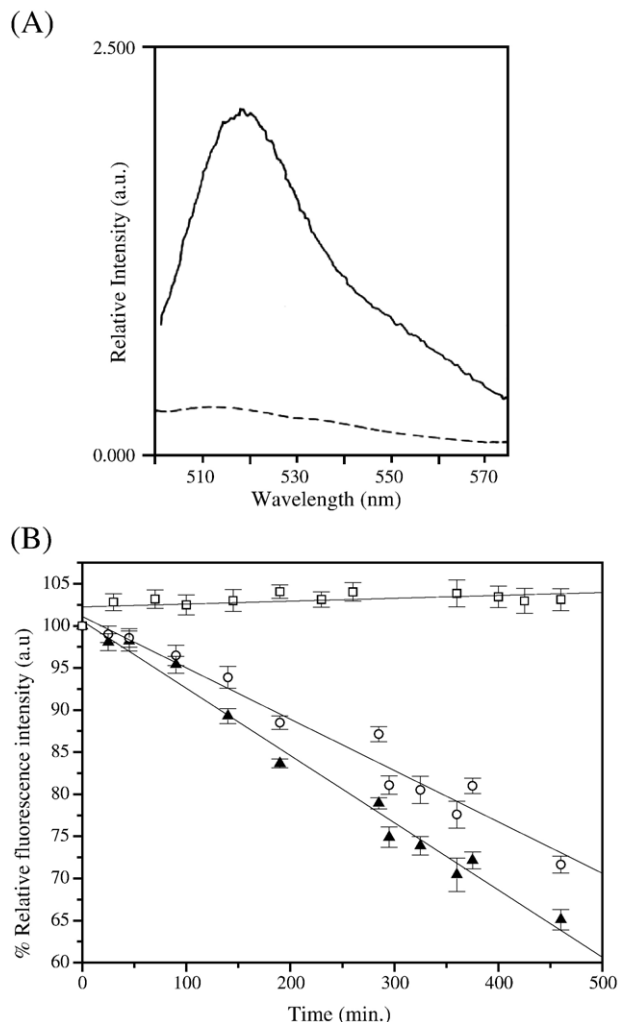 (A)
2.500
Relative Intensity (a.u.)
0.000
510 530 550 570
Wavelength (nm)
(B)
105
100
95
90
85
80
75
70
65
60
% Relative fluorescence intensity (a.u)
0 100 200 300 400 500
Time (min.)